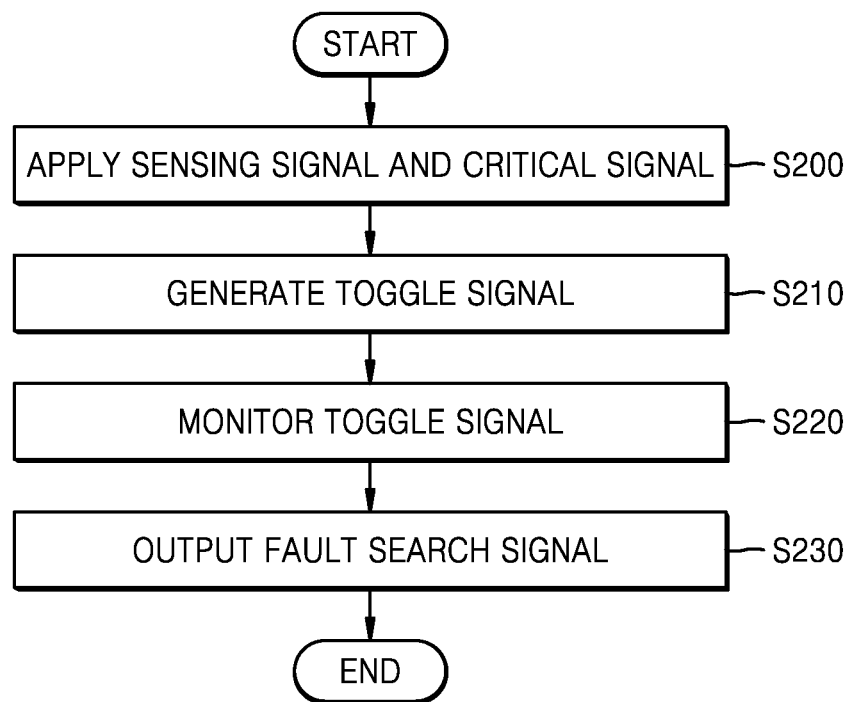 START
APPLY SENSING SIGNAL AND CRITICAL SIGNAL S200
GENERATE TOGGLE SIGNAL S210
MONITOR TOGGLE SIGNAL S220
OUTPUT FAULT SEARCH SIGNAL S230
END